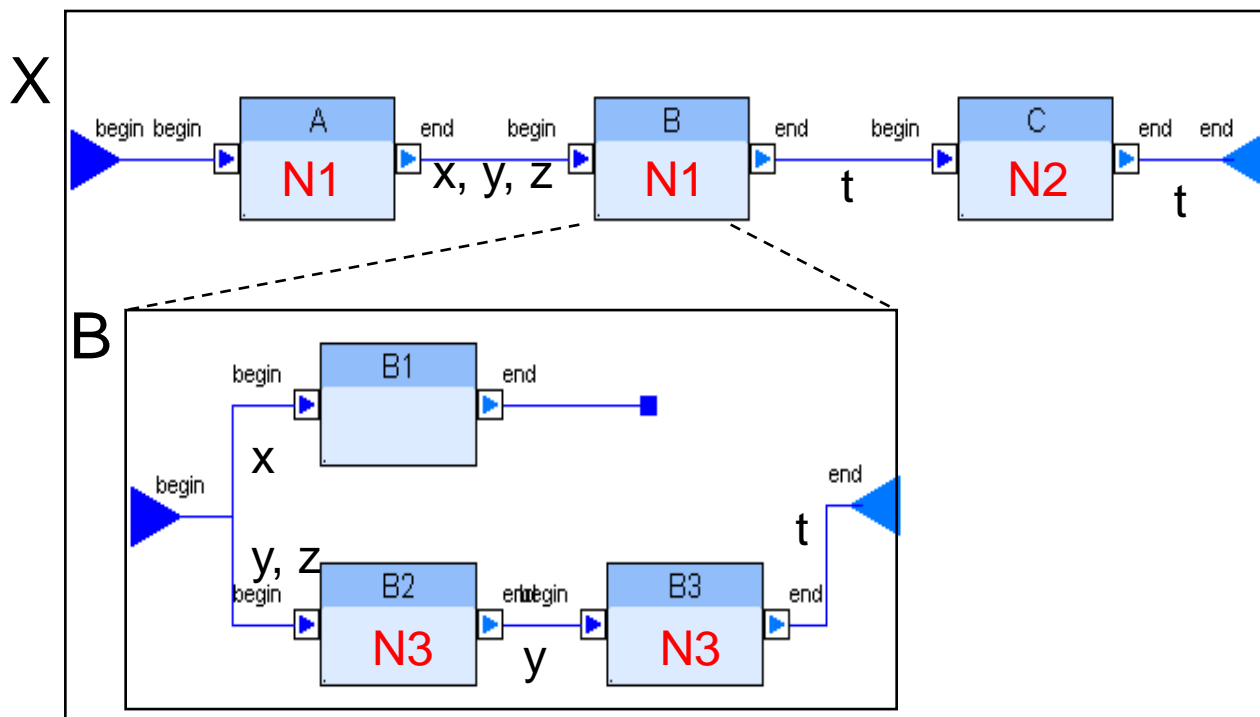 X
begin begin
A
N1
end
x, y, z
begin
B
N1
end
t
begin
C
N2
end end
t
B
begin
B1
end
x
begin
y, z
begin
B2
N3
end
begin
y
B3
N3
end
t
end